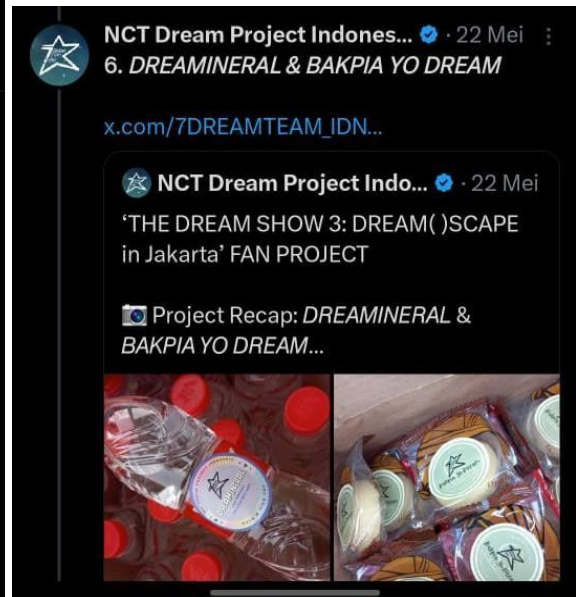 NCT Dream Project Indones... · 22 Mei
6. DREAMINERAL & BAKPIA YO DREAM
x.com/7DREAMTEAM_IDN...
NCT Dream Project Indo... · 22 Mei
‘THE DREAM SHOW 3: DREAM( )SCAPE
in Jakarta’ FAN PROJECT
Project Recap: DREAMINERAL &
BAKPIA YO DREAM...
DREAMINERAL